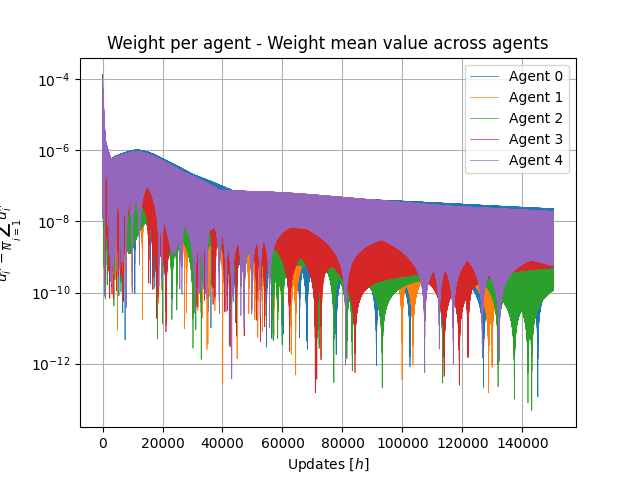 Weight per agent - Weight mean value across agents
10⁻⁴
10⁻⁶
10⁻⁸
10⁻¹⁰
10⁻¹²
Agent 0
Agent 1
Agent 2
Agent 3
Agent 4
0 20000 40000 60000 80000 100000 120000 140000
Updates [h]